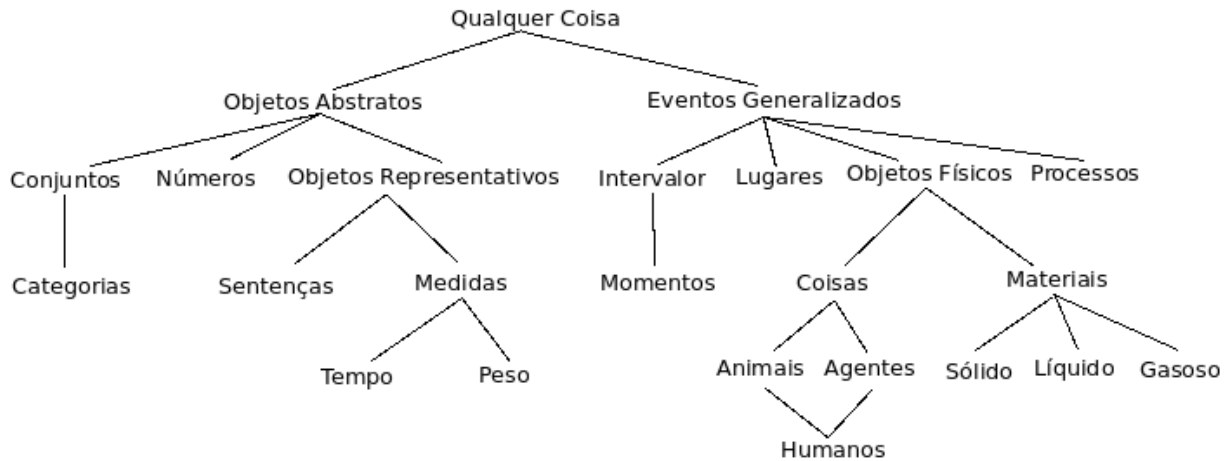 Qualquer Coisa
Objetos Abstratos
Eventos Generalizados
Conjuntos
Números
Objetos Representativos
Intervalor
Lugares
Objetos Físicos
Processos
Categorias
Sentenças
Medidas
Momentos
Coisas
Materiais
Tempo
Peso
Animais
Agentes
Sólido
Líquido
Gasoso
Humanos